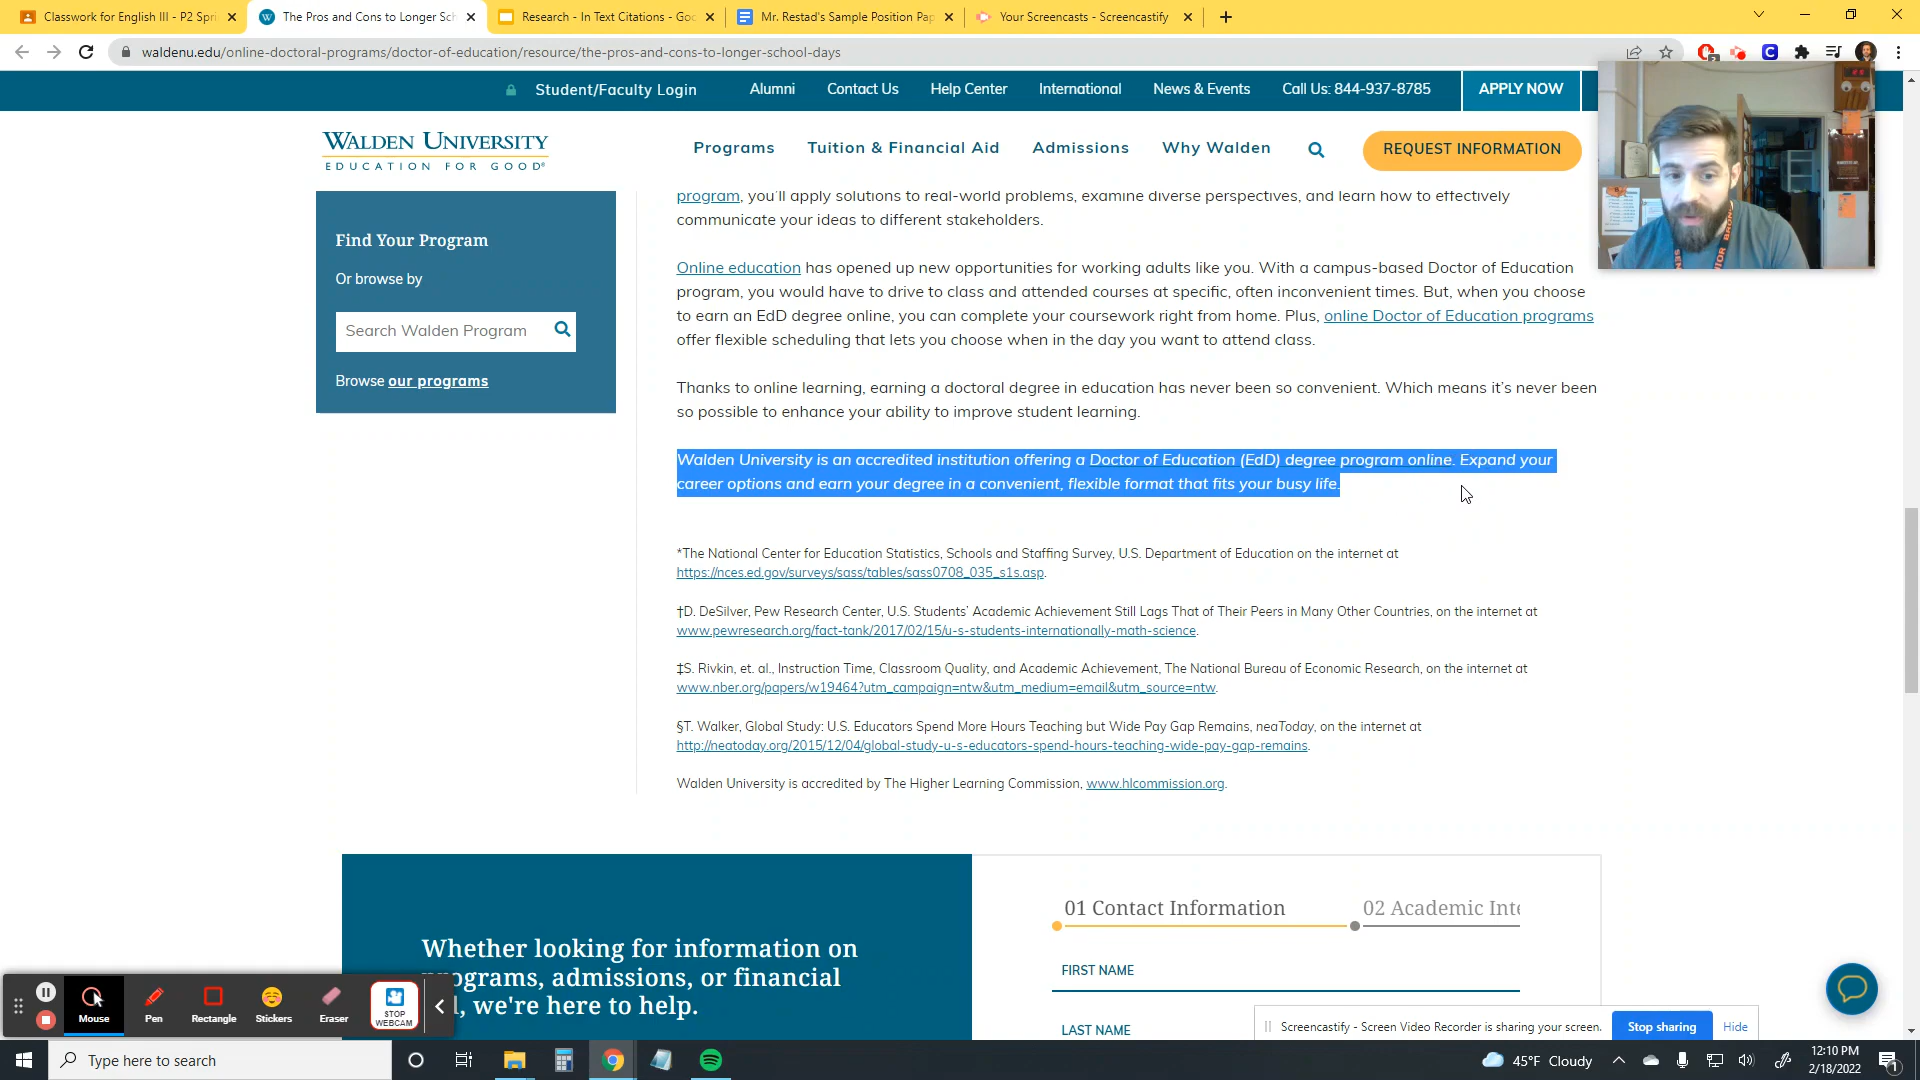 Classwork for English III - P2 Spri
The Pros and Cons to Longer Sch
Research - In Text Citations - Goo
Mr. Restad's Sample Position Pap
Your Screencasts - Screencastify
waldenu.edu/online-doctoral-programs/doctor-of-education/resource/the-pros-and-cons-to-longer-school-days
Student/Faculty Login
Alumni
Contact Us
Help Center
International
News & Events
Call Us: 844-937-8785
APPLY NOW
WALDEN UNIVERSITY
EDUCATION FOR GOOD®
Programs
Tuition & Financial Aid
Admissions
Why Walden
REQUEST INFORMATION
Find Your Program
Or browse by
Search Walden Program
Browse our programs
program, you'll apply solutions to real-world problems, examine diverse perspectives, and learn how to effectively
communicate your ideas to different stakeholders.
Online education has opened up new opportunities for working adults like you. With a campus-based Doctor of Education
program, you would have to drive to class and attended courses at specific, often inconvenient times. But, when you choose
to earn an EdD degree online, you can complete your coursework right from home. Plus, online Doctor of Education programs
offer flexible scheduling that lets you choose when in the day you want to attend class.
Thanks to online learning, earning a doctoral degree in education has never been so convenient. Which means it's never been
so possible to enhance your ability to improve student learning.
Walden University is an accredited institution offering a Doctor of Education (EdD) degree program online. Expand your
career options and earn your degree in a convenient, flexible format that fits your busy life.
*The National Center for Education Statistics, Schools and Staffing Survey, U.S. Department of Education on the internet at
https://nces.ed.gov/surveys/sass/tables/sass0708_035_s1s.asp.
†D. DeSilver, Pew Research Center, U.S. Students' Academic Achievement Still Lags That of Their Peers in Many Other Countries, on the internet at
www.pewresearch.org/fact-tank/2017/02/15/u-s-students-internationally-math-science.
‡S. Rivkin, et. al., Instruction Time, Classroom Quality, and Academic Achievement, The National Bureau of Economic Research, on the internet at
www.nber.org/papers/w19464?utm_campaign=ntw&utm_medium=email&utm_source=ntw.
§T. Walker, Global Study: U.S. Educators Spend More Hours Teaching but Wide Pay Gap Remains, neaToday, on the internet at
http://neatoday.org/2015/12/04/global-study-u-s-educators-spend-hours-teaching-wide-pay-gap-remains.
Walden University is accredited by The Higher Learning Commission, www.hlcommission.org.
Whether looking for information on
ograms, admissions, or financial
, we're here to help.
01 Contact Information
02 Academic Inte
FIRST NAME
LAST NAME
Mouse
Pen
Rectangle
Stickers
Eraser
STOP
WEBCAM
Screencastify - Screen Video Recorder is sharing your screen.
Stop sharing
Hide
Type here to search
45°F Cloudy
12:10 PM
2/18/2022